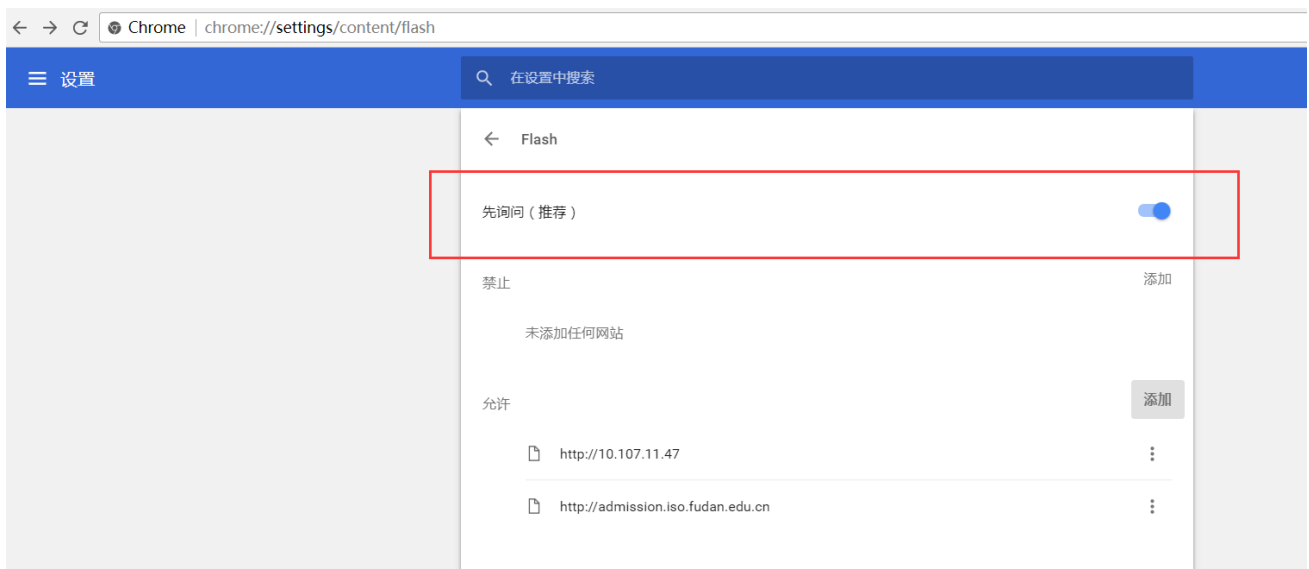 Chrome | chrome://settings/content/flash
设置
在设置中搜索
Flash
先询问（推荐）
禁止 添加
未添加任何网站
允许 添加
http://10.107.11.47
http://admission.iso.fudan.edu.cn